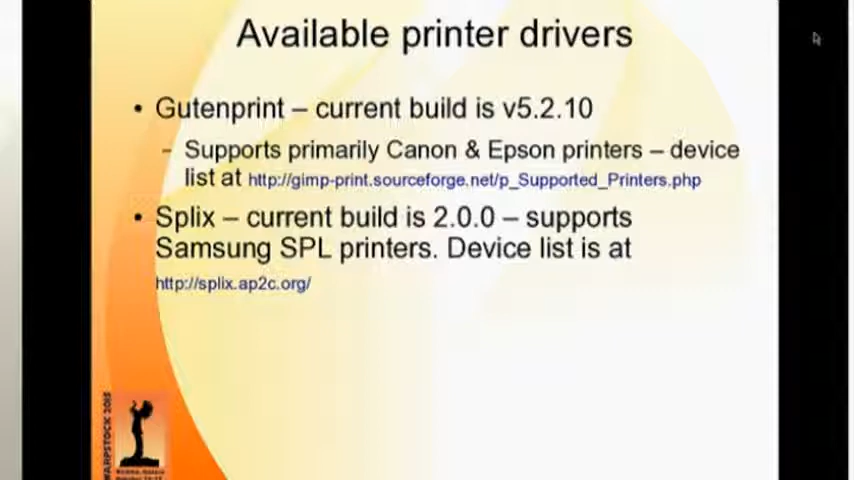 Available printer drivers
• Gutenprint – current build is v5.2.10
– Supports primarily Canon & Epson printers – device
list at http://gimp-print.sourceforge.net/p_Supported_Printers.php
• Splix – current build is 2.0.0 – supports
Samsung SPL printers. Device list is at
http://splix.ap2c.org/
WARPSTOCK 2015